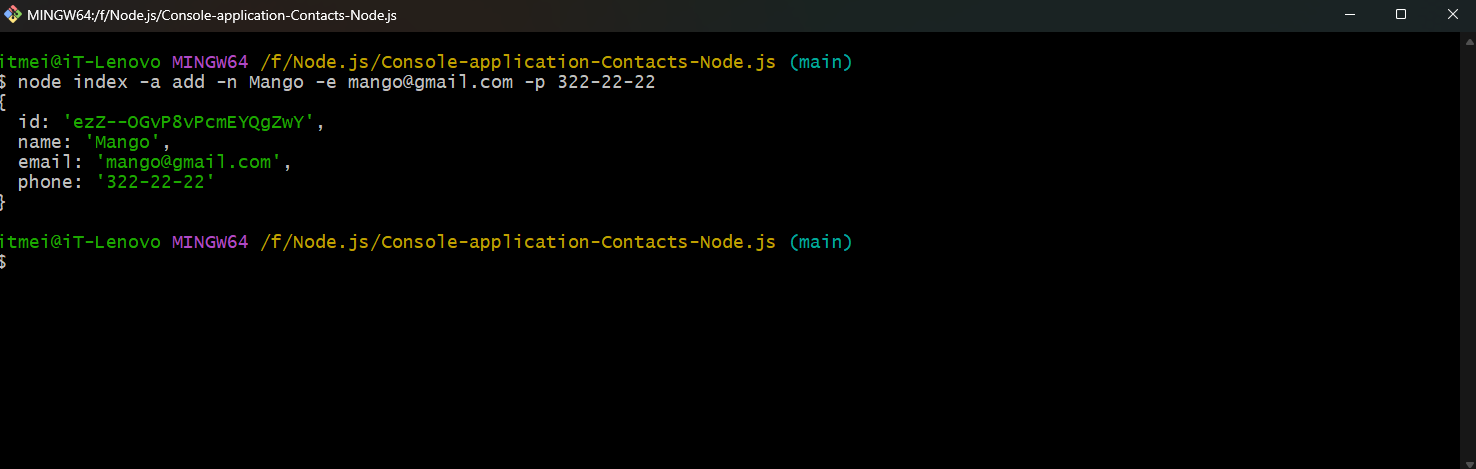 MINGW64:/f/Node.js/Console-application-Contacts-Node.js
itmei@iT-Lenovo MINGW64 /f/Node.js/Console-application-Contacts-Node.js (main)
$ node index -a add -n Mango -e mango@gmail.com -p 322-22-22
{
  id: 'ezZ--OGvP8vPcmEYQgZwY',
  name: 'Mango',
  email: 'mango@gmail.com',
  phone: '322-22-22'
}
itmei@iT-Lenovo MINGW64 /f/Node.js/Console-application-Contacts-Node.js (main)
$